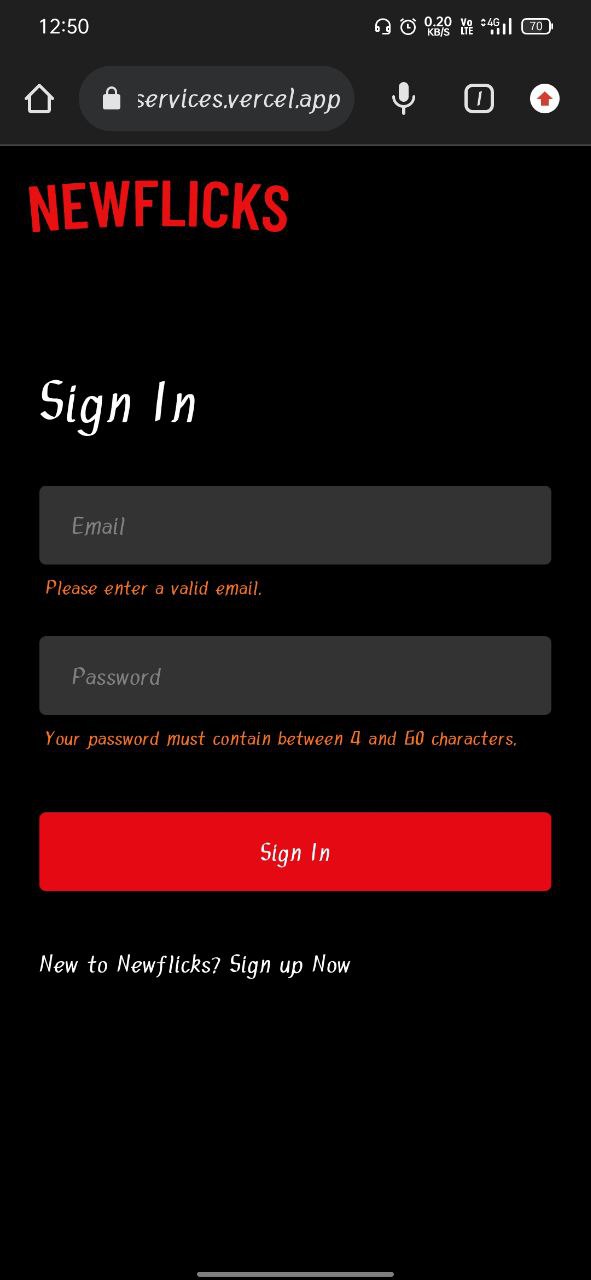 12:50
0.20 KB/S Vo LTE 4G 70
services.vercel.app
1
NEWFLICKS
Sign In
Email
Please enter a valid email.
Password
Your password must contain between 4 and 60 characters.
Sign In
New to Newflicks? Sign up Now